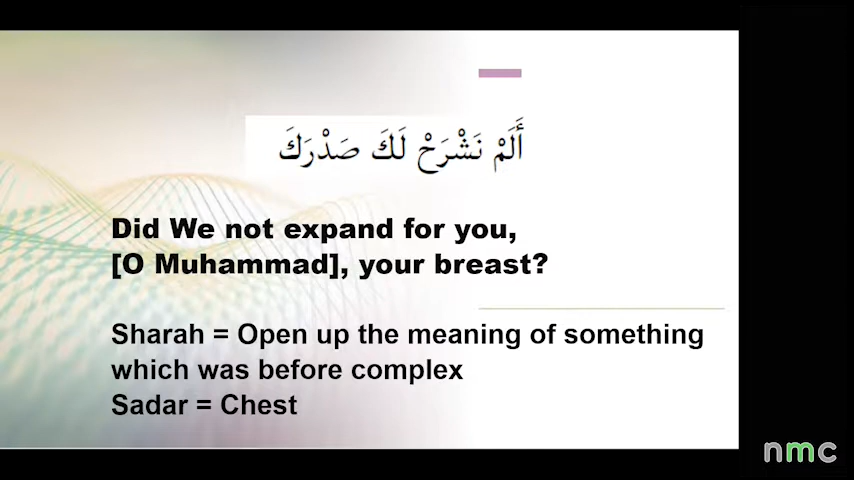 أَلَمْ نَشْرَحْ لَكَ صَدْرَكَ
Did We not expand for you,
[O Muhammad], your breast?
Sharah = Open up the meaning of something
which was before complex
Sadar = Chest
nmc